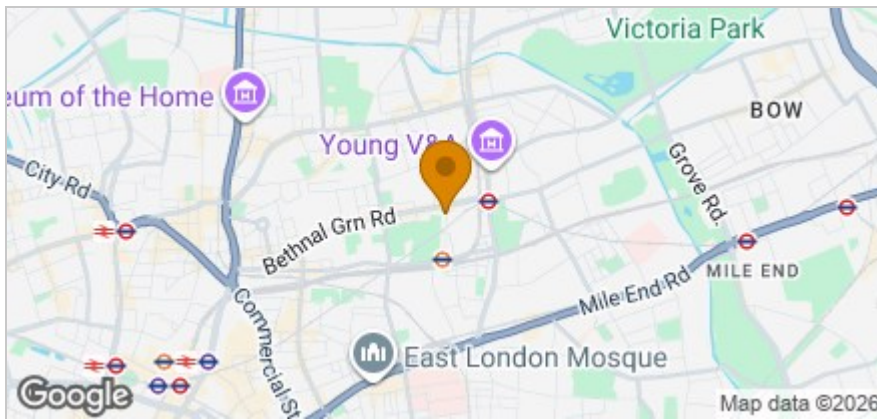 Victoria Park
eum of the Home
BOW
Young V&A
City Rd
Grove Rd.
Bethnal Grn Rd
MILE END
Mile End Rd
Commercial St
East London Mosque
Google
Map data ©2026